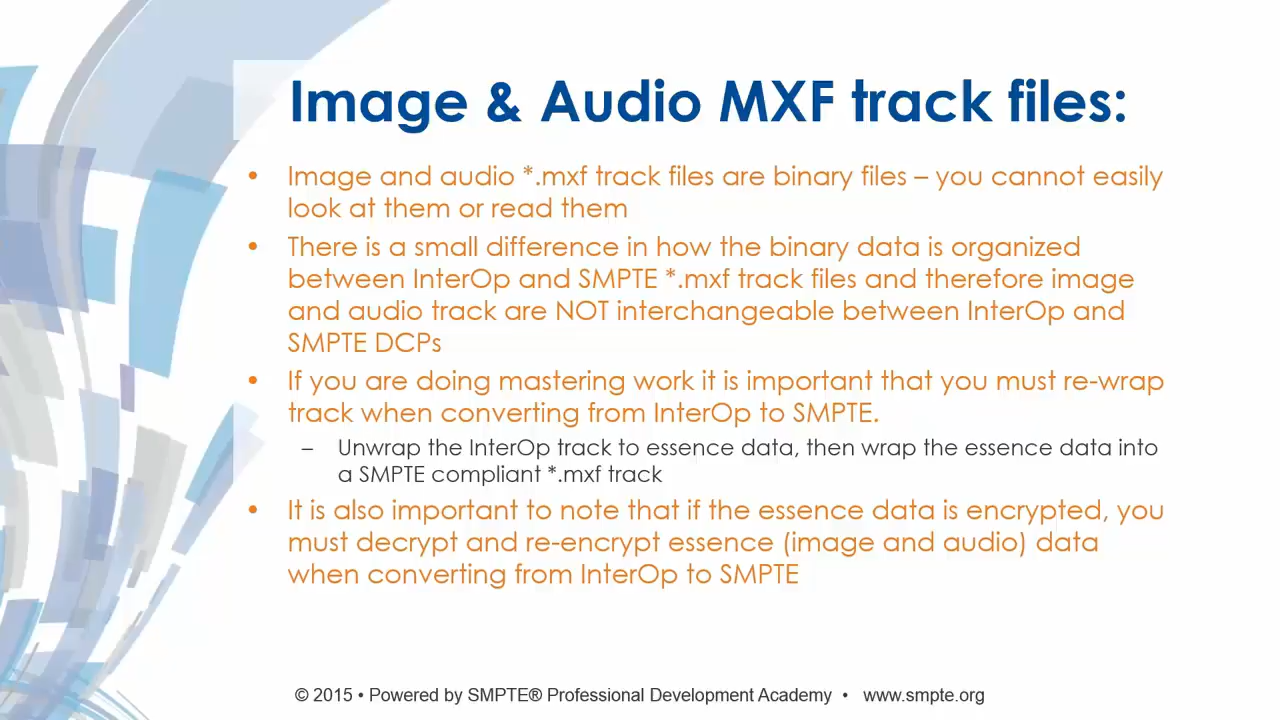 Image & Audio MXF track files:
• Image and audio *.mxf track files are binary files – you cannot easily
look at them or read them
• There is a small difference in how the binary data is organized
between InterOp and SMPTE *.mxf track files and therefore image
and audio track are NOT interchangeable between InterOp and
SMPTE DCPs
• If you are doing mastering work it is important that you must re-wrap
track when converting from InterOp to SMPTE.
– Unwrap the InterOp track to essence data, then wrap the essence data into
a SMPTE compliant *.mxf track
• It is also important to note that if the essence data is encrypted, you
must decrypt and re-encrypt essence (image and audio) data
when converting from InterOp to SMPTE
© 2015 • Powered by SMPTE® Professional Development Academy • www.smpte.org